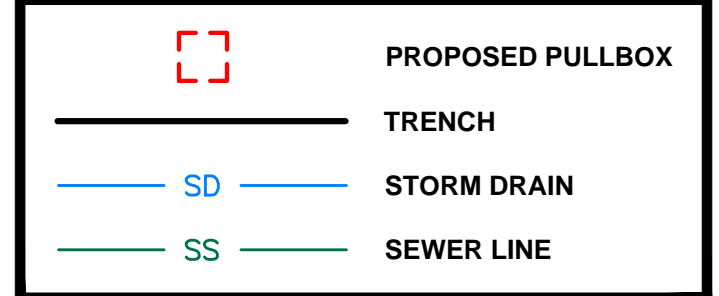 PROPOSED PULLBOX
TRENCH
SD STORM DRAIN
SS SEWER LINE